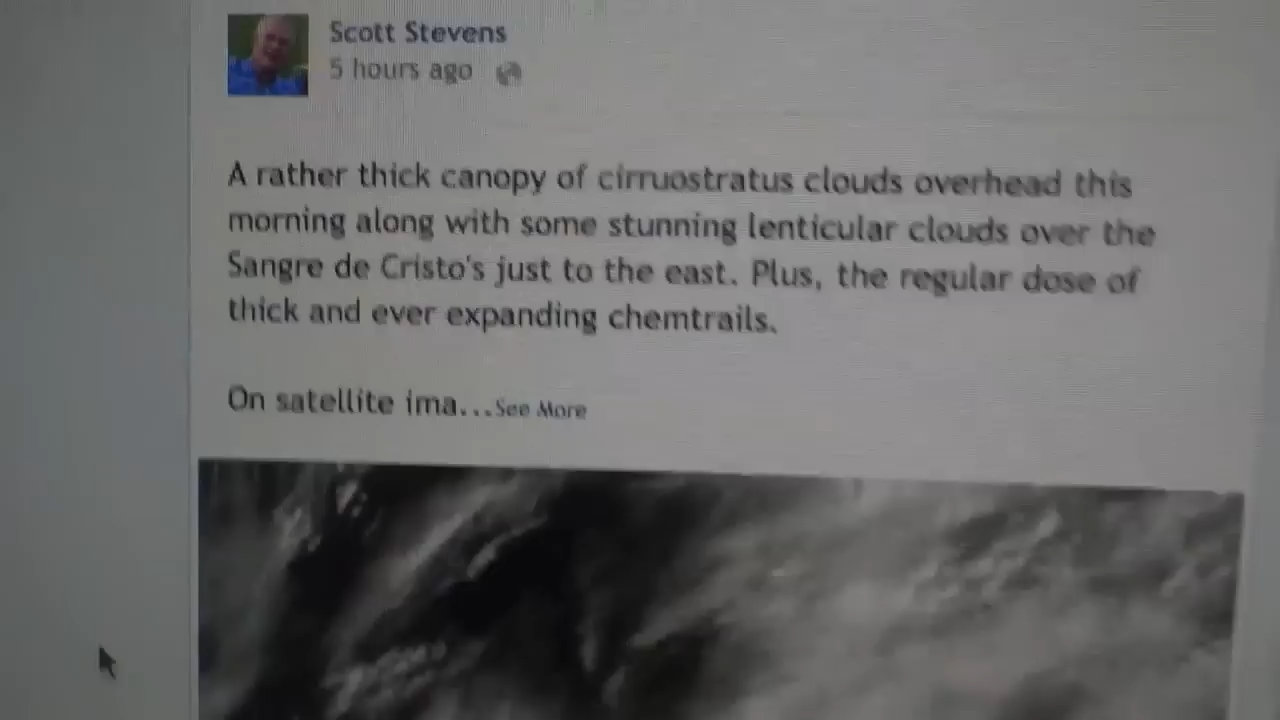 Scott Stevens
5 hours ago
A rather thick canopy of cirruostratus clouds overhead this
morning along with some stunning lenticular clouds over the
Sangre de Cristo's just to the east. Plus, the regular dose of
thick and ever expanding chemtrails.
On satellite ima...See More